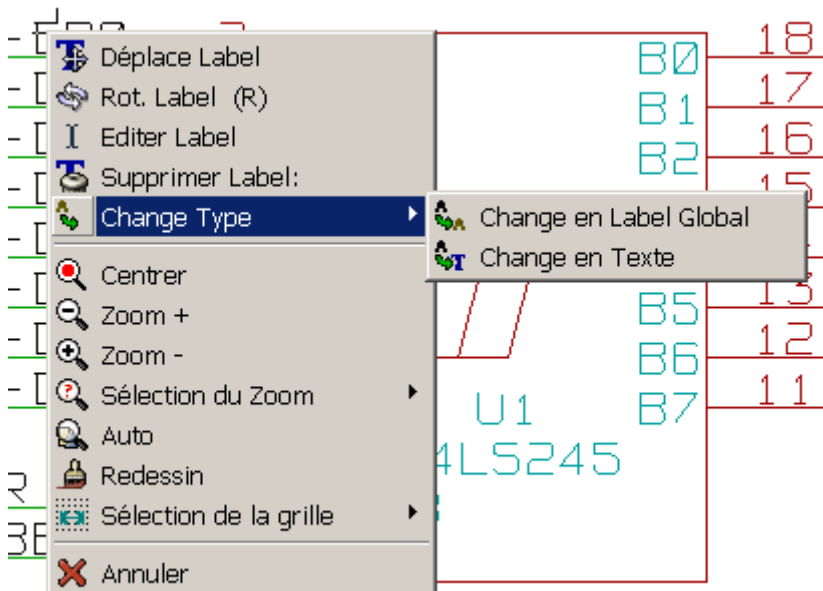 Déplace Label
Rot. Label (R)
Editer Label
Supprimer Label:
Change Type
Change en Label Global
Change en Texte
Centrer
Zoom +
Zoom -
Sélection du Zoom
Auto
Redessin
Sélection de la grille
Annuler
B0 18
B1 17
B2 16
15
13
B5
12
B6
11
B7
U1
4LS245